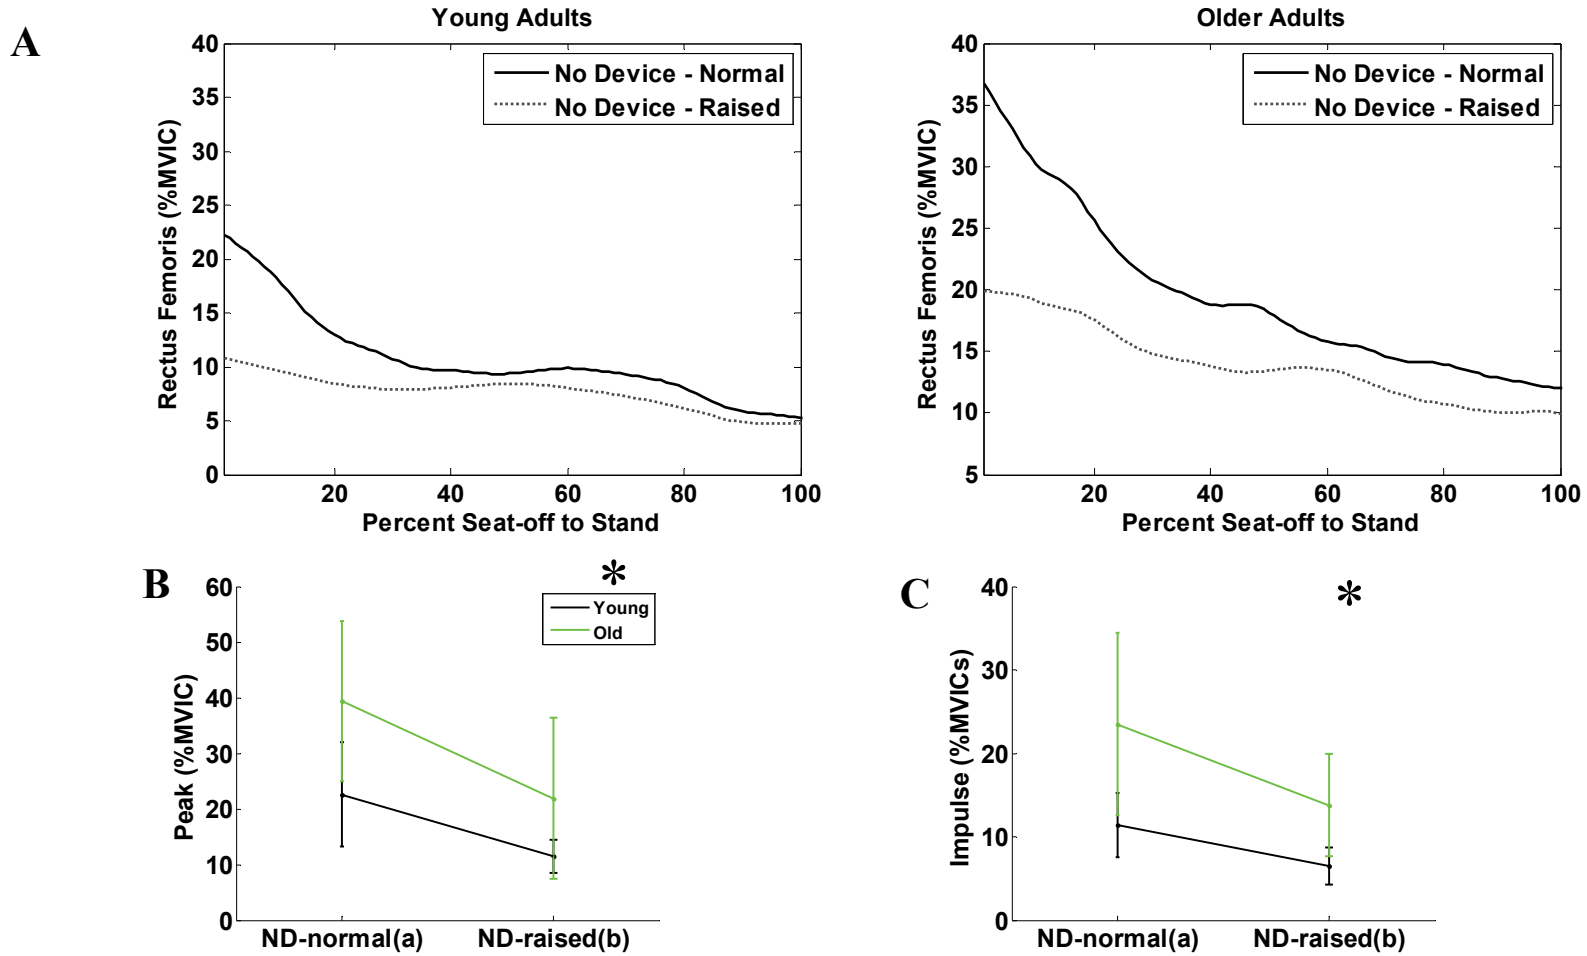 A
Young Adults
40
35
30
25
20
15
10
5
0
Rectus Femoris (%MVIC)
No Device - Normal
No Device - Raised
20 40 60 80 100
Percent Seat-off to Stand
Older Adults
40
35
30
25
20
15
10
5
Rectus Femoris (%MVIC)
No Device - Normal
No Device - Raised
20 40 60 80 100
Percent Seat-off to Stand
B
*
60
50
40
30
20
10
0
Peak (%MVIC)
Young
Old
ND-normal(a) ND-raised(b)
C
*
40
30
20
10
0
Impulse (%MVICs)
ND-normal(a) ND-raised(b)